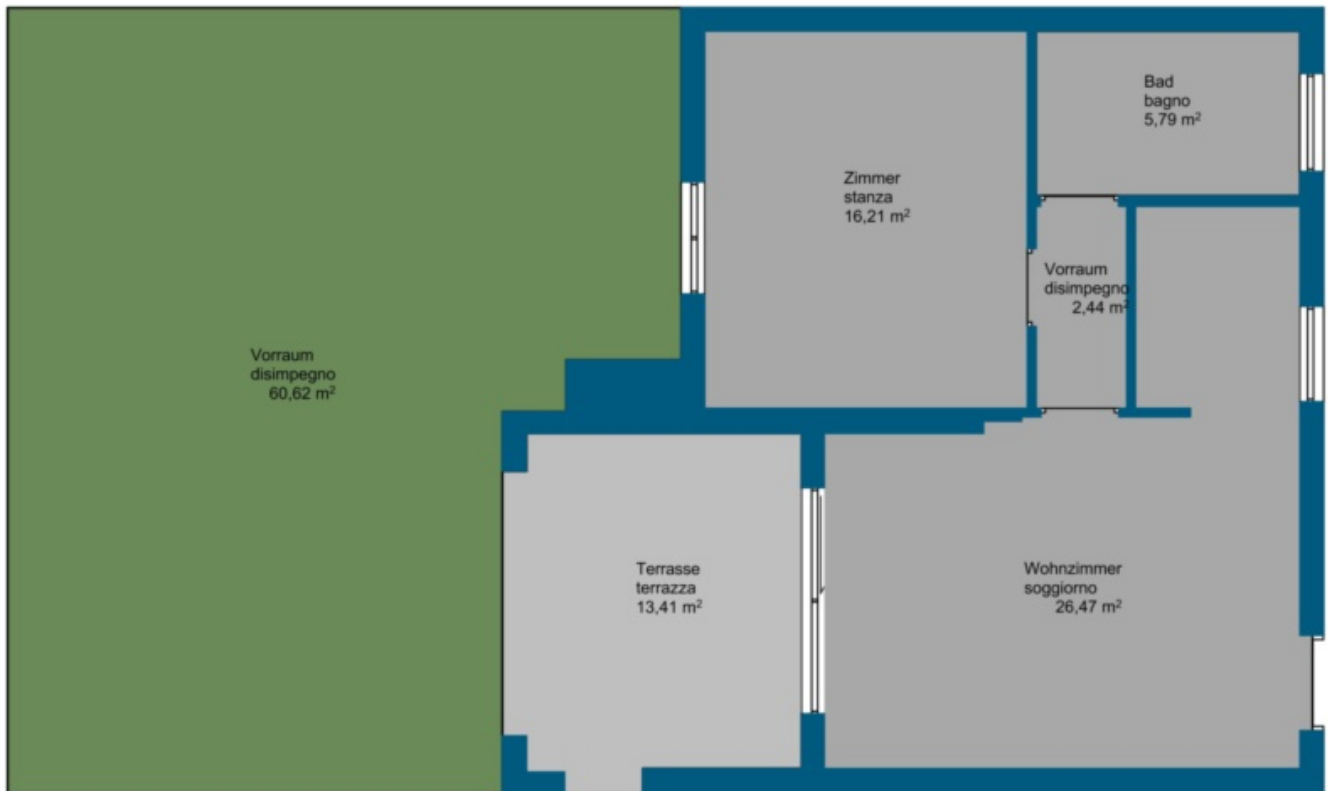 Bad
bagno
5,79 m²
Zimmer
stanza
16,21 m²
Vorraum
disimpegno
2,44 m²
Vorraum
disimpegno
60,62 m²
Terrasse
terrazza
13,41 m²
Wohnzimmer
soggiorno
26,47 m²